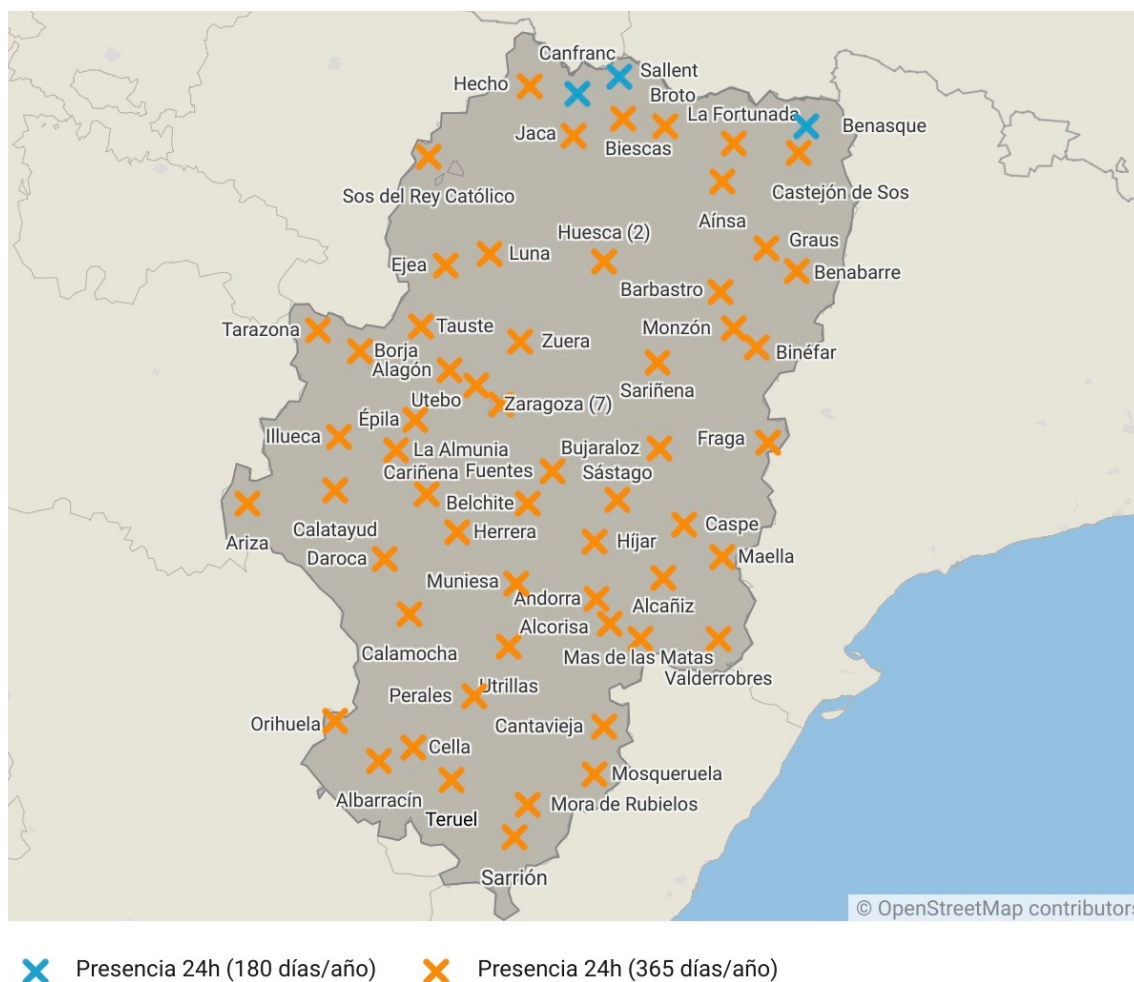 Canfranc
Sallent
Hecho
Broto
La Fortunada
Jaca
Biescas
Benasque
Sos del Rey Católico
Castejón de Sos
Aínsa
Huesca (2)
Graus
Luna
Ejea
Benabarre
Barbastro
Tarazona
Tauste
Monzón
Zuera
Borja
Binéfar
Alagón
Sariñena
Utebo
Zaragoza (7)
Épila
Illueca
Fraga
La Almunia
Bujaraloz
Cariñena
Fuentes
Sástago
Belchite
Calatayud
Caspe
Herrera
Ariza
Híjar
Daroca
Maella
Muniesa
Andorra
Alcañiz
Alcorisa
Calamocha
Mas de las Matas
Valderrobres
Utrillas
Perales
Orihuela
Cantavieja
Cella
Mosqueruela
Albarracín
Mora de Rubielos
Teruel
Sarrión
© OpenStreetMap contributors
Presencia 24h (180 días/año)
Presencia 24h (365 días/año)